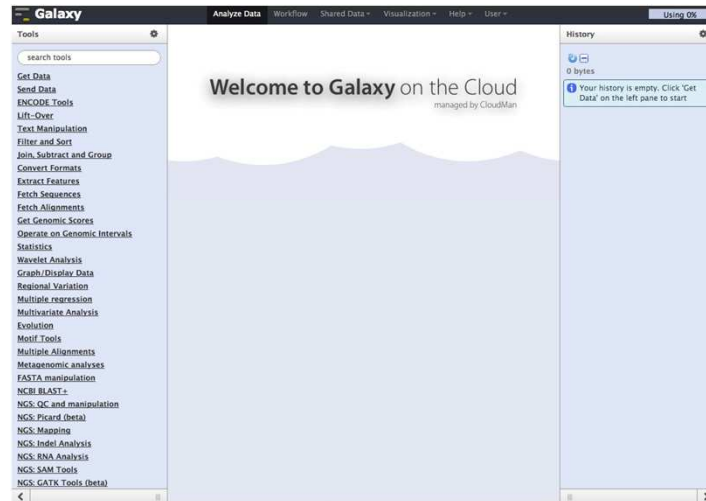 Galaxy
Analyze Data Workflow Shared Data Visualization Help User
Using 0%
Tools
search tools
Get Data
Send Data
ENCODE Tools
Lift-Over
Text Manipulation
Filter and Sort
Join, Subtract and Group
Convert Formats
Extract Features
Fetch Sequences
Fetch Alignments
Get Genomic Scores
Operate on Genomic Intervals
Statistics
Wavelet Analysis
Graph/Display Data
Regional Variation
Multiple regression
Multivariate Analysis
Evolution
Motif Tools
Multiple Alignments
Metagenomic analyses
FASTA manipulation
NCBI BLAST+
NGS: QC and manipulation
NGS: Picard (beta)
NGS: Mapping
NGS: Indel Analysis
NGS: RNA Analysis
NGS: SAM Tools
NGS: GATK Tools (beta)
Welcome to Galaxy on the Cloud
managed by CloudMan
History
0 bytes
Your history is empty. Click 'Get
Data' on the left pane to start